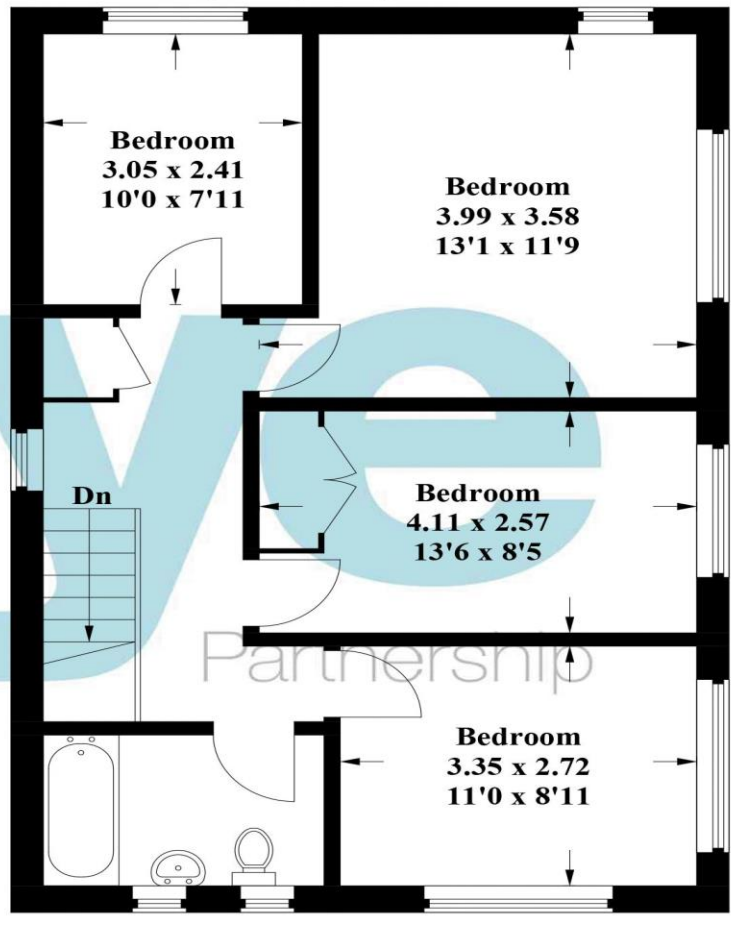 Bedroom
3.05 x 2.41
10'0 x 7'11
Bedroom
3.99 x 3.58
13'1 x 11'9
Dn
Bedroom
4.11 x 2.57
13'6 x 8'5
Partnership
Bedroom
3.35 x 2.72
11'0 x 8'11
ye